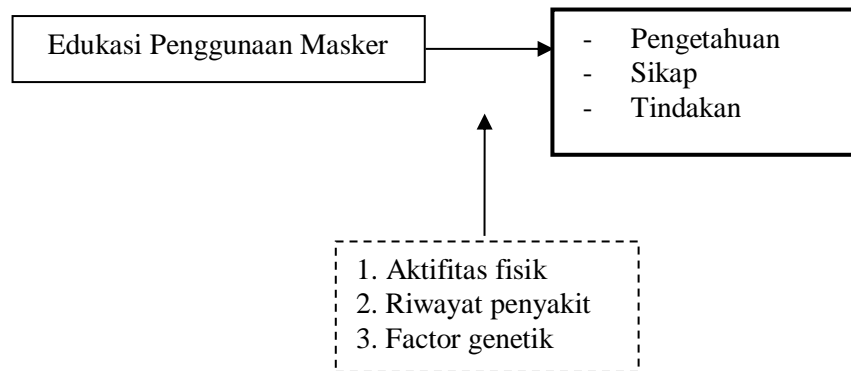 Edukasi Penggunaan Masker
- Pengetahuan
- Sikap
- Tindakan
1. Aktifitas fisik
2. Riwayat penyakit
3. Factor genetik